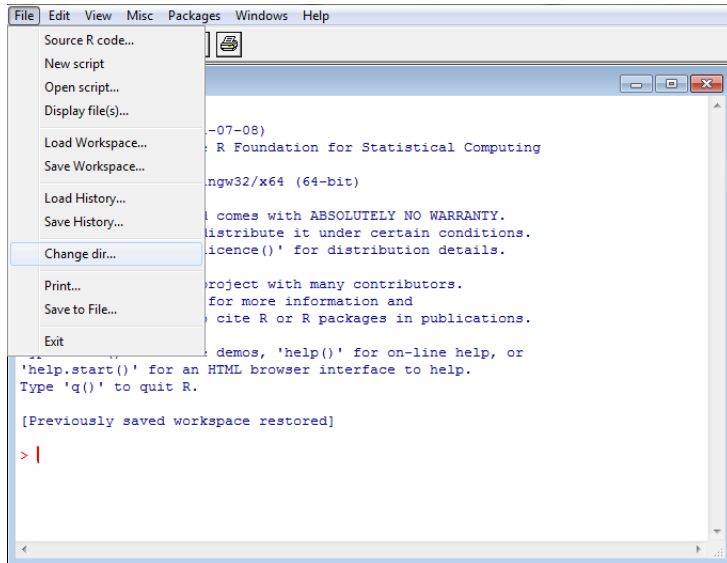 File Edit View Misc Packages Windows Help
Source R code...
New script
Open script...
Display file(s)...
Load Workspace...
Save Workspace...
Load History...
Save History...
Change dir...
Print...
Save to File...
Exit
-07-08)
R Foundation for Statistical Computing
ngw32/x64 (64-bit)
comes with ABSOLUTELY NO WARRANTY.
istribute it under certain conditions.
icence()' for distribution details.
roject with many contributors.
for more information and
cite R or R packages in publications.
demos, 'help()' for on-line help, or
'help.start()' for an HTML browser interface to help.
Type 'q()' to quit R.
[Previously saved workspace restored]
>